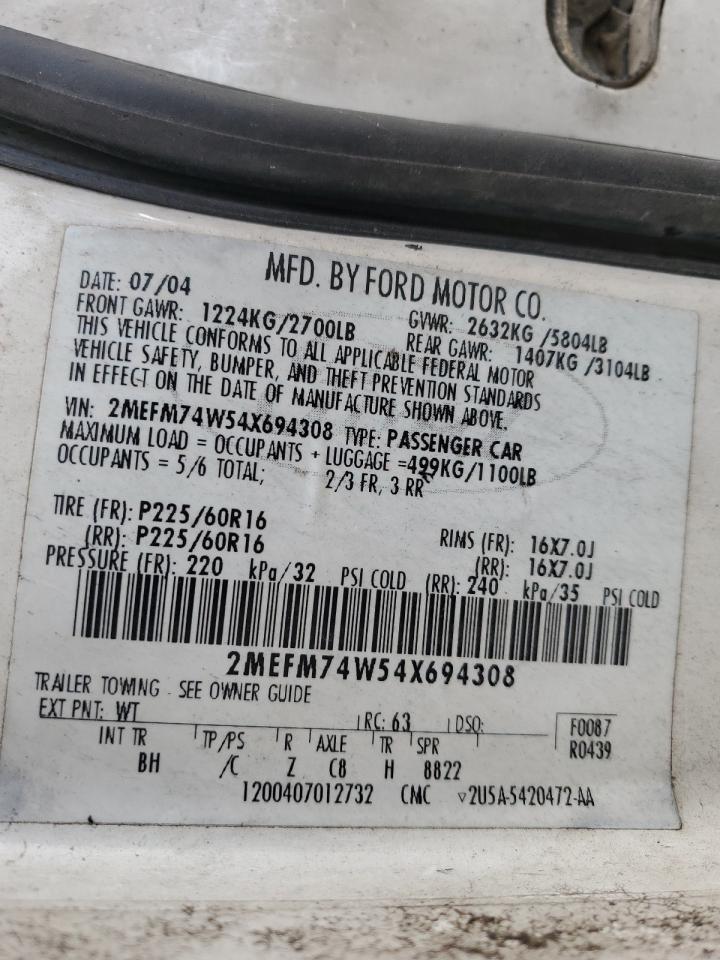 MFD. BY FORD MOTOR CO.
DATE: 07/04 GVWR: 2632KG /5804LB
FRONT GAWR: 1224KG/2700LB REAR GAWR: 1407KG /3104LB
THIS VEHICLE CONFORMS TO ALL APPLICABLE FEDERAL MOTOR
VEHICLE SAFETY, BUMPER, AND THEFT PREVENTION STANDARDS
IN EFFECT ON THE DATE OF MANUFACTURE SHOWN ABOVE.
VIN: 2MEFM74W54X694308 TYPE: PASSENGER CAR
MAXIMUM LOAD = OCCUPANTS + LUGGAGE =499KG/1100LB
OCCUPANTS = 5/6 TOTAL; 2/3 FR, 3 RR
TIRE (FR): P225/60R16 RIMS (FR): 16X7.0J
(RR): P225/60R16 (RR): 16X7.0J
PRESSURE (FR): 220 kPa/32 PSI COLD (RR): 240 kPa/35 PSI COLD
2MEFM74W54X694308
TRAILER TOWING - SEE OWNER GUIDE
EXT PNT: WT RC: 63 DSO: F0087
INT TR TP/PS R AXLE TR SPR R0439
BH /C Z C8 H 8822
1200407012732 CMC ▽2U5A-5420472-AA